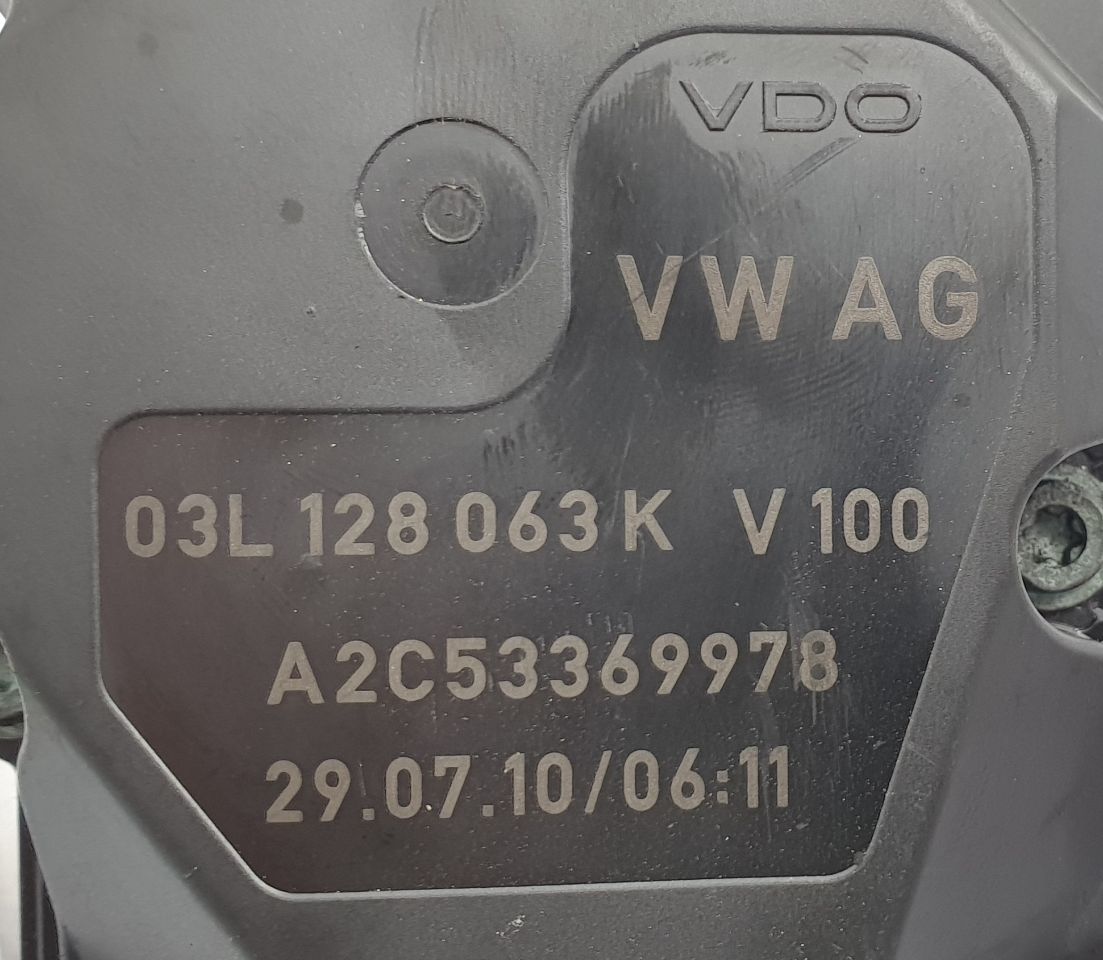 VDO
VW AG
03L 128 063 K V 100
A2C53369978
29.07.10/06:11